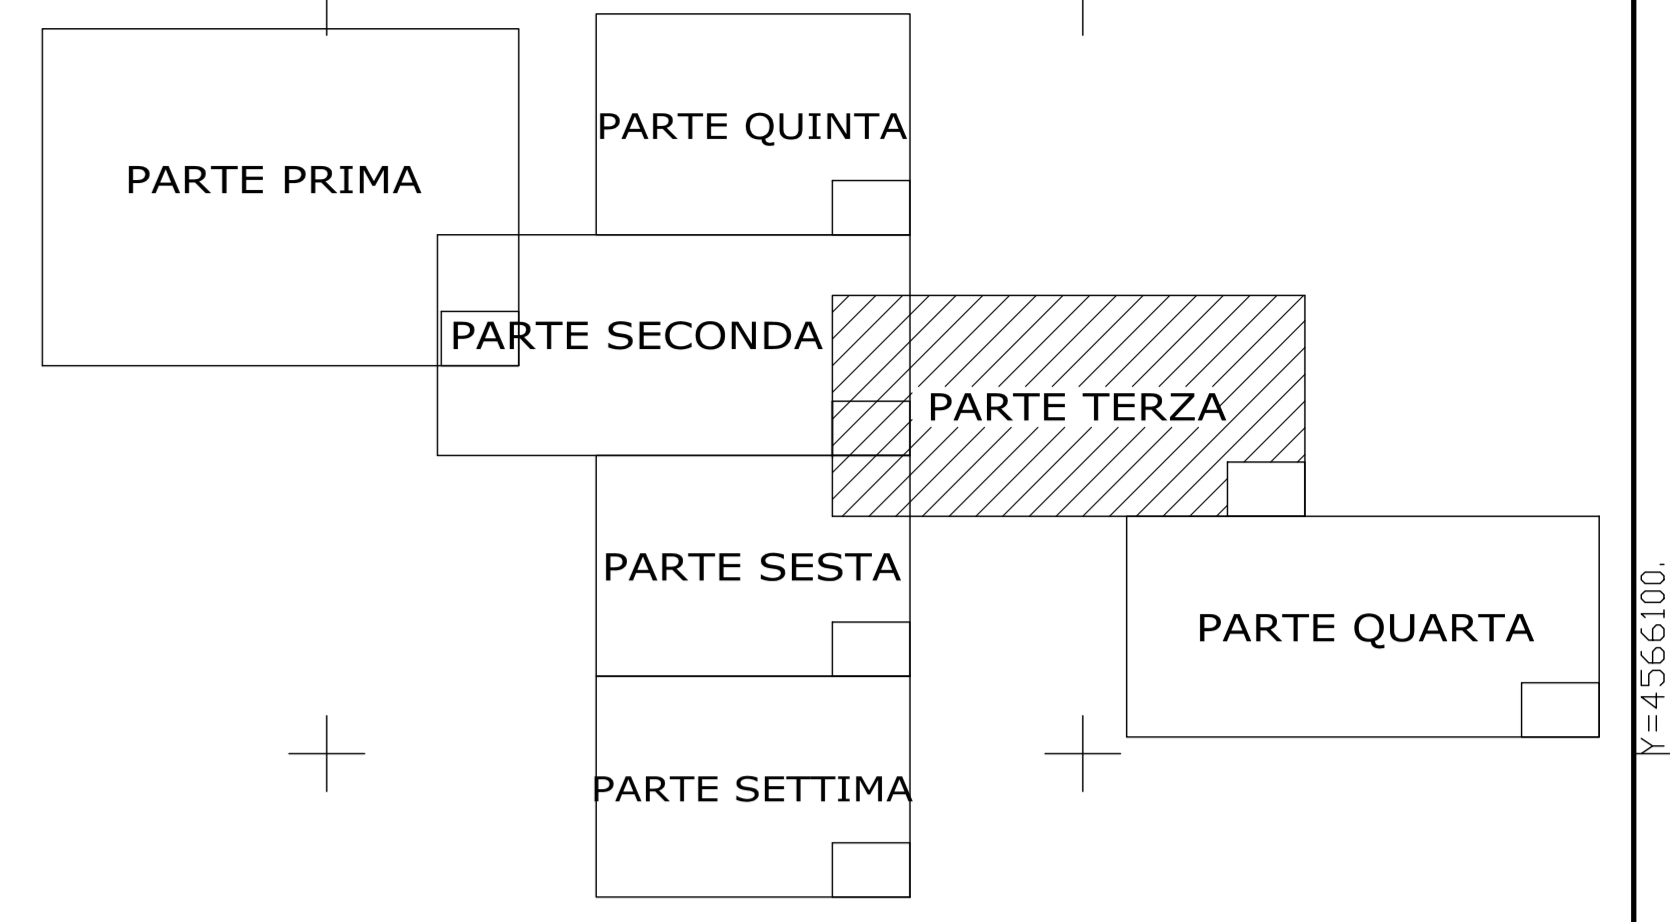 PARTE QUINTA
PARTE PRIMA
PARTE SECONDA
PARTE TERZA
PARTE SESTA
PARTE QUARTA
PARTE SETTIMA
Y=4566100.